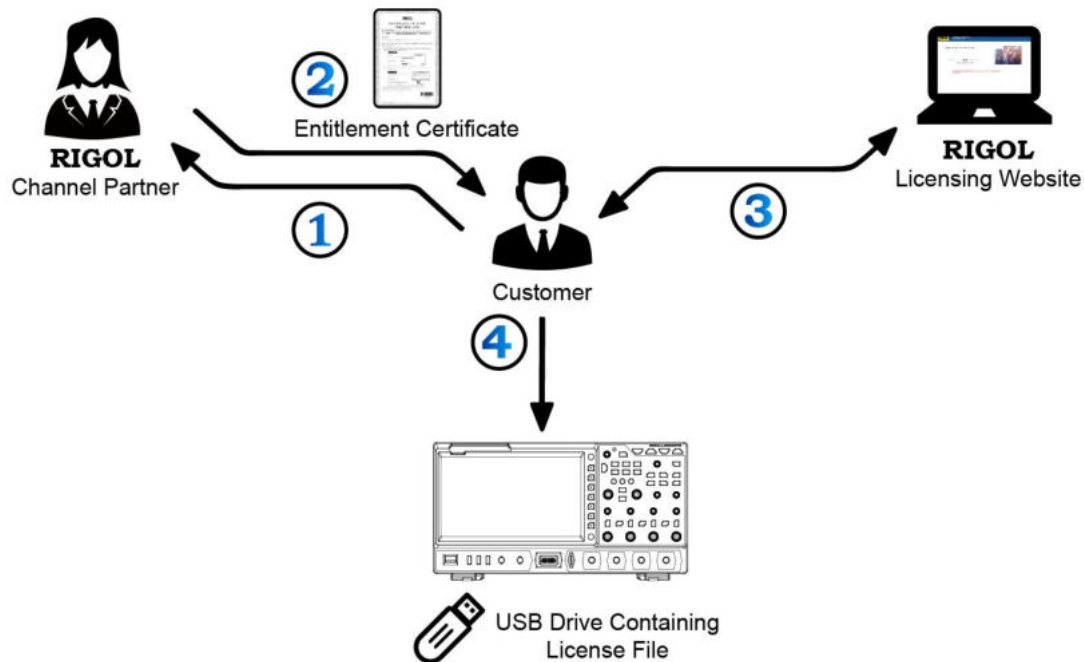 2
Entitlement Certificate
RIGOL
Channel Partner
1
RIGOL
Licensing Website
3
Customer
4
USB Drive Containing
License File